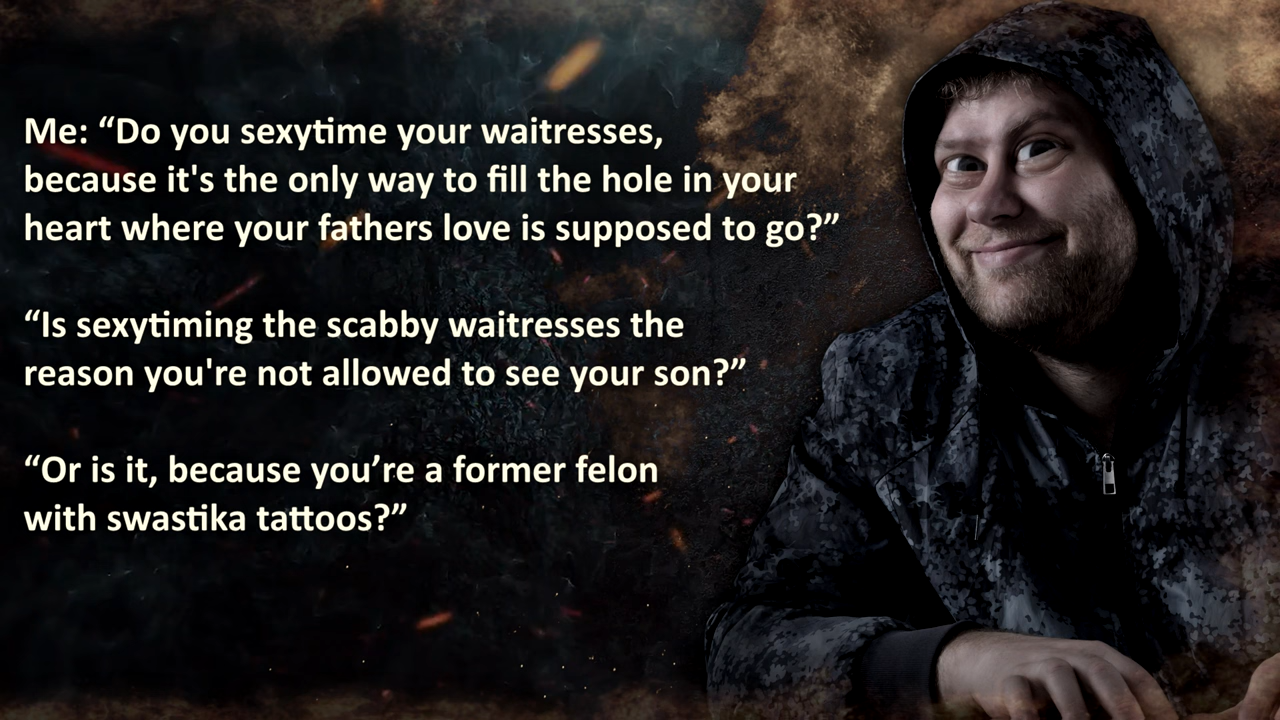 Me: “Do you sexytime your waitresses,
because it's the only way to fill the hole in your
heart where your fathers love is supposed to go?”
“Is sexytiming the scabby waitresses the
reason you're not allowed to see your son?”
“Or is it, because you’re a former felon
with swastika tattoos?”